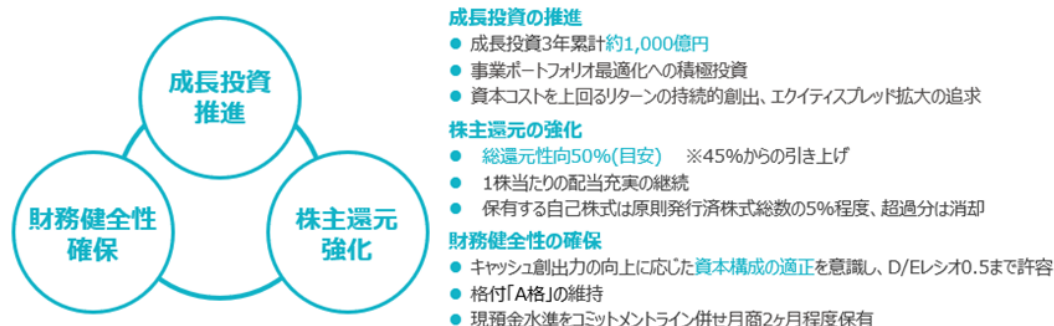 成長投資
推進
財務健全性
確保
株主還元
強化
成長投資の推進
● 成長投資3年累計約1,000億円
● 事業ポートフォリオ最適化への積極投資
● 資本コストを上回るリターンの持続的創出、エクイティスプレッド拡大の追求
株主還元の強化
● 総還元性向50%(目安) ※45%からの引き上げ
● 1株当たりの配当充実の継続
● 保有する自己株式は原則発行済株式総数の5%程度、超過分は消却
財務健全性の確保
● キャッシュ創出力の向上に応じた資本構成の適正を意識し、D/Eレシオ0.5まで許容
● 格付「A格」の維持
● 現預金水準をコミットメントライン併せ月商2ヶ月程度保有